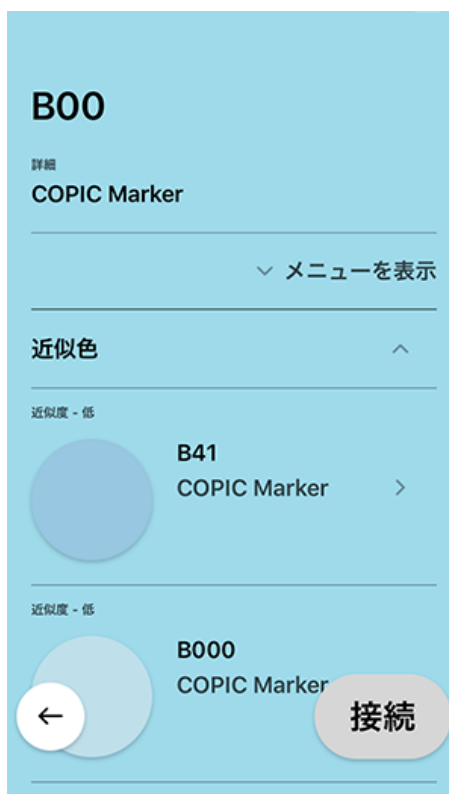 B00
詳細
COPIC Marker
メニューを表示
近似色
近似度 - 低
B41
COPIC Marker
近似度 - 低
B000
COPIC Marker
接続